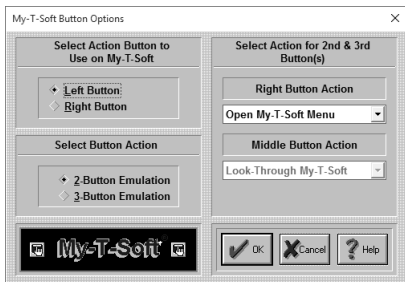 My-T-Soft Button Options
Select Action Button to
Use on My-T-Soft
Left Button
Right Button
Select Button Action
2-Button Emulation
3-Button Emulation
My-T-Soft
Select Action for 2nd & 3rd
Button(s)
Right Button Action
Open My-T-Soft Menu
Middle Button Action
Look-Through My-T-Soft
OK
Cancel
Help